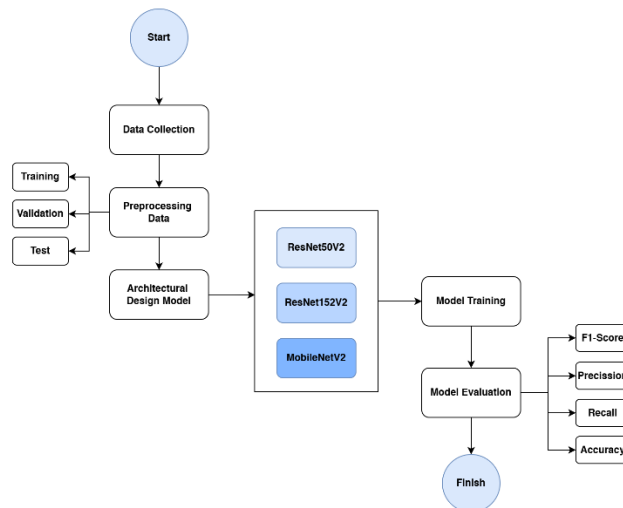 Start
Data Collection
Training
Validation
Test
Preprocessing
Data
Architectural
Design Model
ResNet50V2
ResNet152V2
MobileNetV2
Model Training
Model Evaluation
F1-Score
Precission
Recall
Accuracy
Finish